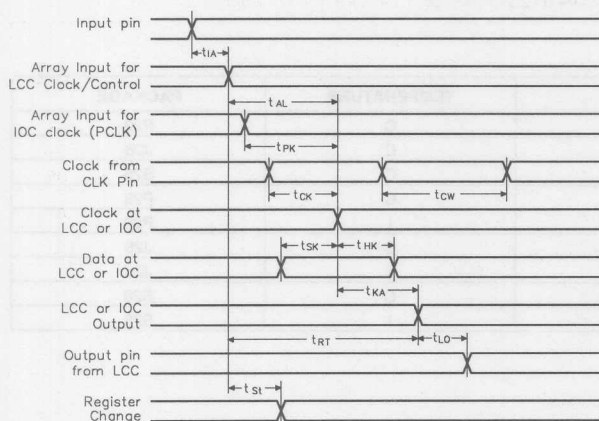 Input pin
tIA
Array Input for
LCC Clock/Control
tAL
Array Input for
IOC clock (PCLK)
tPK
Clock from
CLK Pin
tCK
tCW
Clock at
LCC or IOC
tSK
tHK
Data at
LCC or IOC
tKA
LCC or IOC
Output
tRT
tLO
Output pin
from LCC
tSt
Register
Change